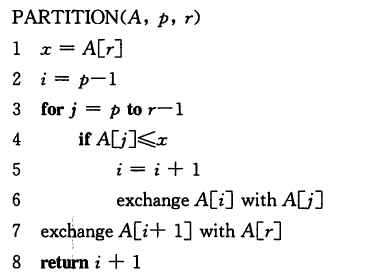 PARTITION(A, p, r)
1 x = A[r]
2 i = p−1
3 for j = p to r−1
4 if A[j]⩽x
5 i = i + 1
6 exchange A[i] with A[j]
7 exchange A[i+ 1] with A[r]
8 return i + 1